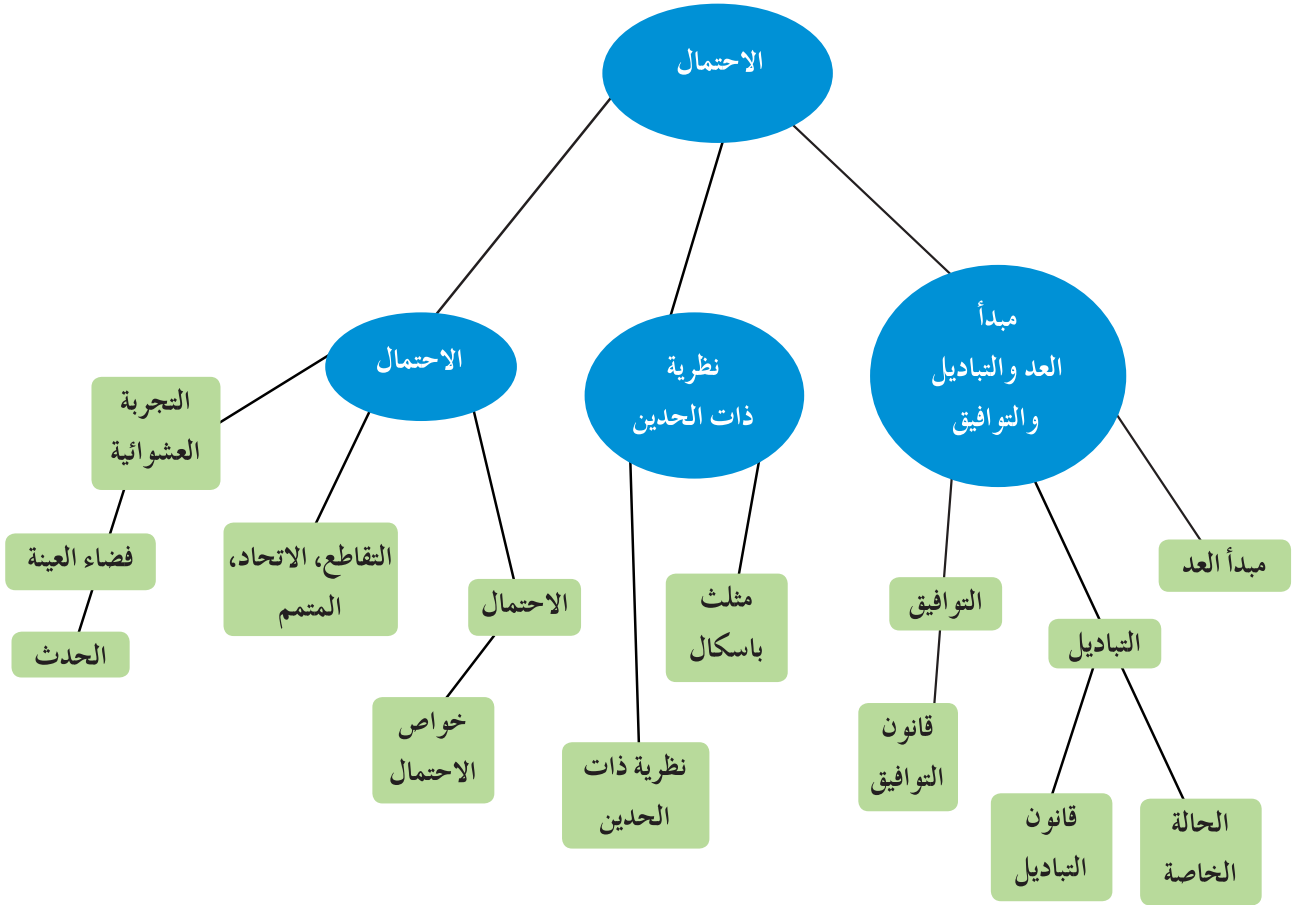 الاحتمال
مبدأ
العد والتباديل
والتوافيق
نظرية
ذات الحدين
الاحتمال
مبدأ العد
التباديل
الحالة
الخاصة
قانون
التباديل
التوافيق
قانون
التوافيق
مثلث
باسكال
نظرية ذات
الحدين
الاحتمال
خواص
الاحتمال
التقاطع، الاتحاد،
المتمم
التجربة
العشوائية
فضاء العينة
الحدث